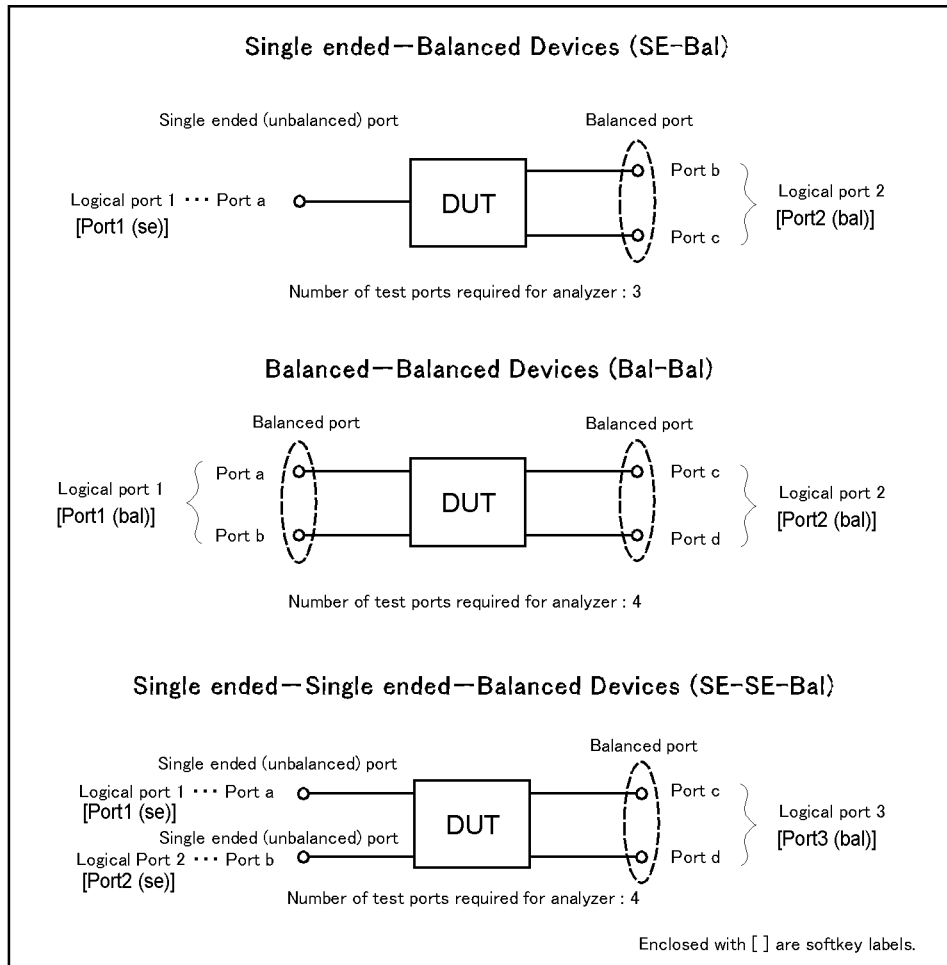 Single ended－Balanced Devices (SE-Bal)
Single ended (unbalanced) port
Balanced port
Logical port 1 ･･･ Port a
[Port1 (se)]
DUT
Port b
Port c
Logical port 2
[Port2 (bal)]
Number of test ports required for analyzer : 3
Balanced－Balanced Devices (Bal-Bal)
Balanced port
Balanced port
Logical port 1
[Port1 (bal)]
Port a
Port b
DUT
Port c
Port d
Logical port 2
[Port2 (bal)]
Number of test ports required for analyzer : 4
Single ended－Single ended－Balanced Devices (SE-SE-Bal)
Single ended (unbalanced) port
Balanced port
Logical port 1 ･･･ Port a
[Port1 (se)]
Single ended (unbalanced) port
Logical Port 2 ･･･ Port b
[Port2 (se)]
DUT
Port c
Port d
Logical port 3
[Port3 (bal)]
Number of test ports required for analyzer : 4
Enclosed with [ ] are softkey labels.